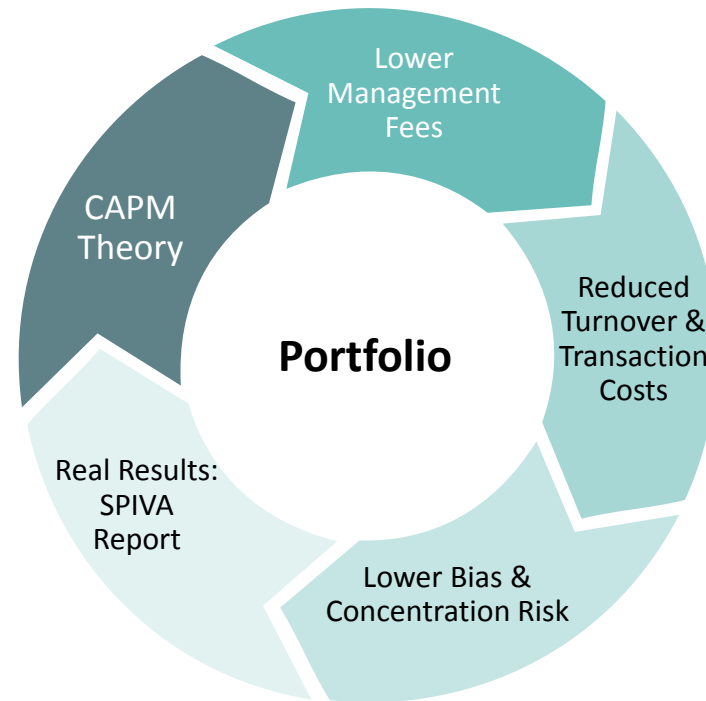 Lower
Management
Fees
CAPM
Theory
Reduced
Turnover &
Transaction
Costs
Portfolio
Real Results:
SPIVA
Report
Lower Bias &
Concentration Risk